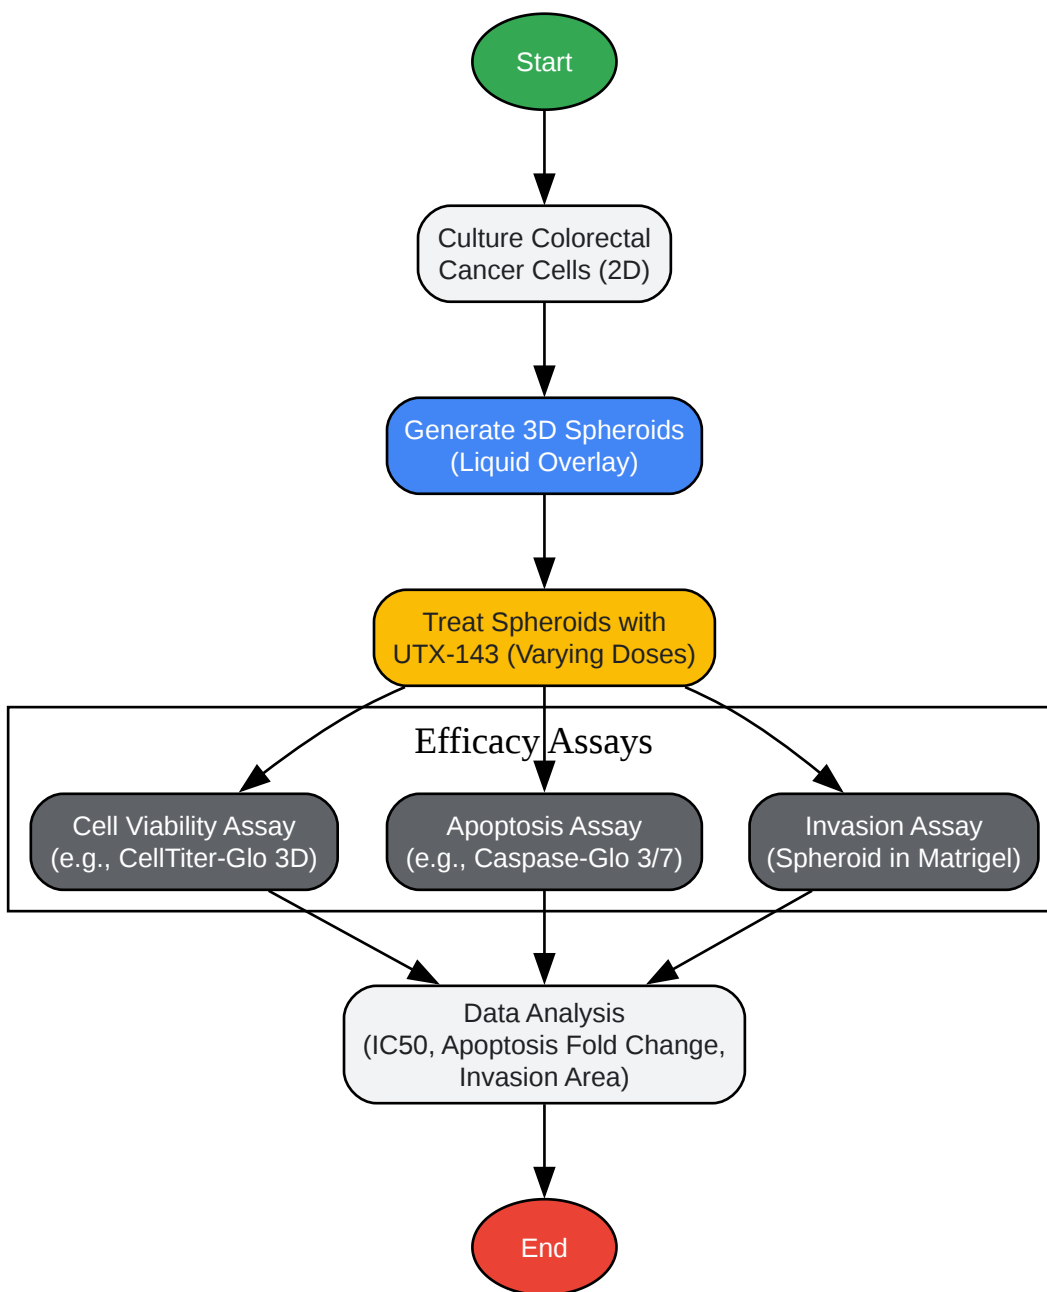 Start
Culture Colorectal
Cancer Cells (2D)
Generate 3D Spheroids
(Liquid Overlay)
Treat Spheroids with
UTX-143 (Varying Doses)
Efficacy Assays
Cell Viability Assay
(e.g., CellTiter-Glo 3D)
Apoptosis Assay
(e.g., Caspase-Glo 3/7)
Invasion Assay
(Spheroid in Matrigel)
Data Analysis
(IC50, Apoptosis Fold Change,
Invasion Area)
End